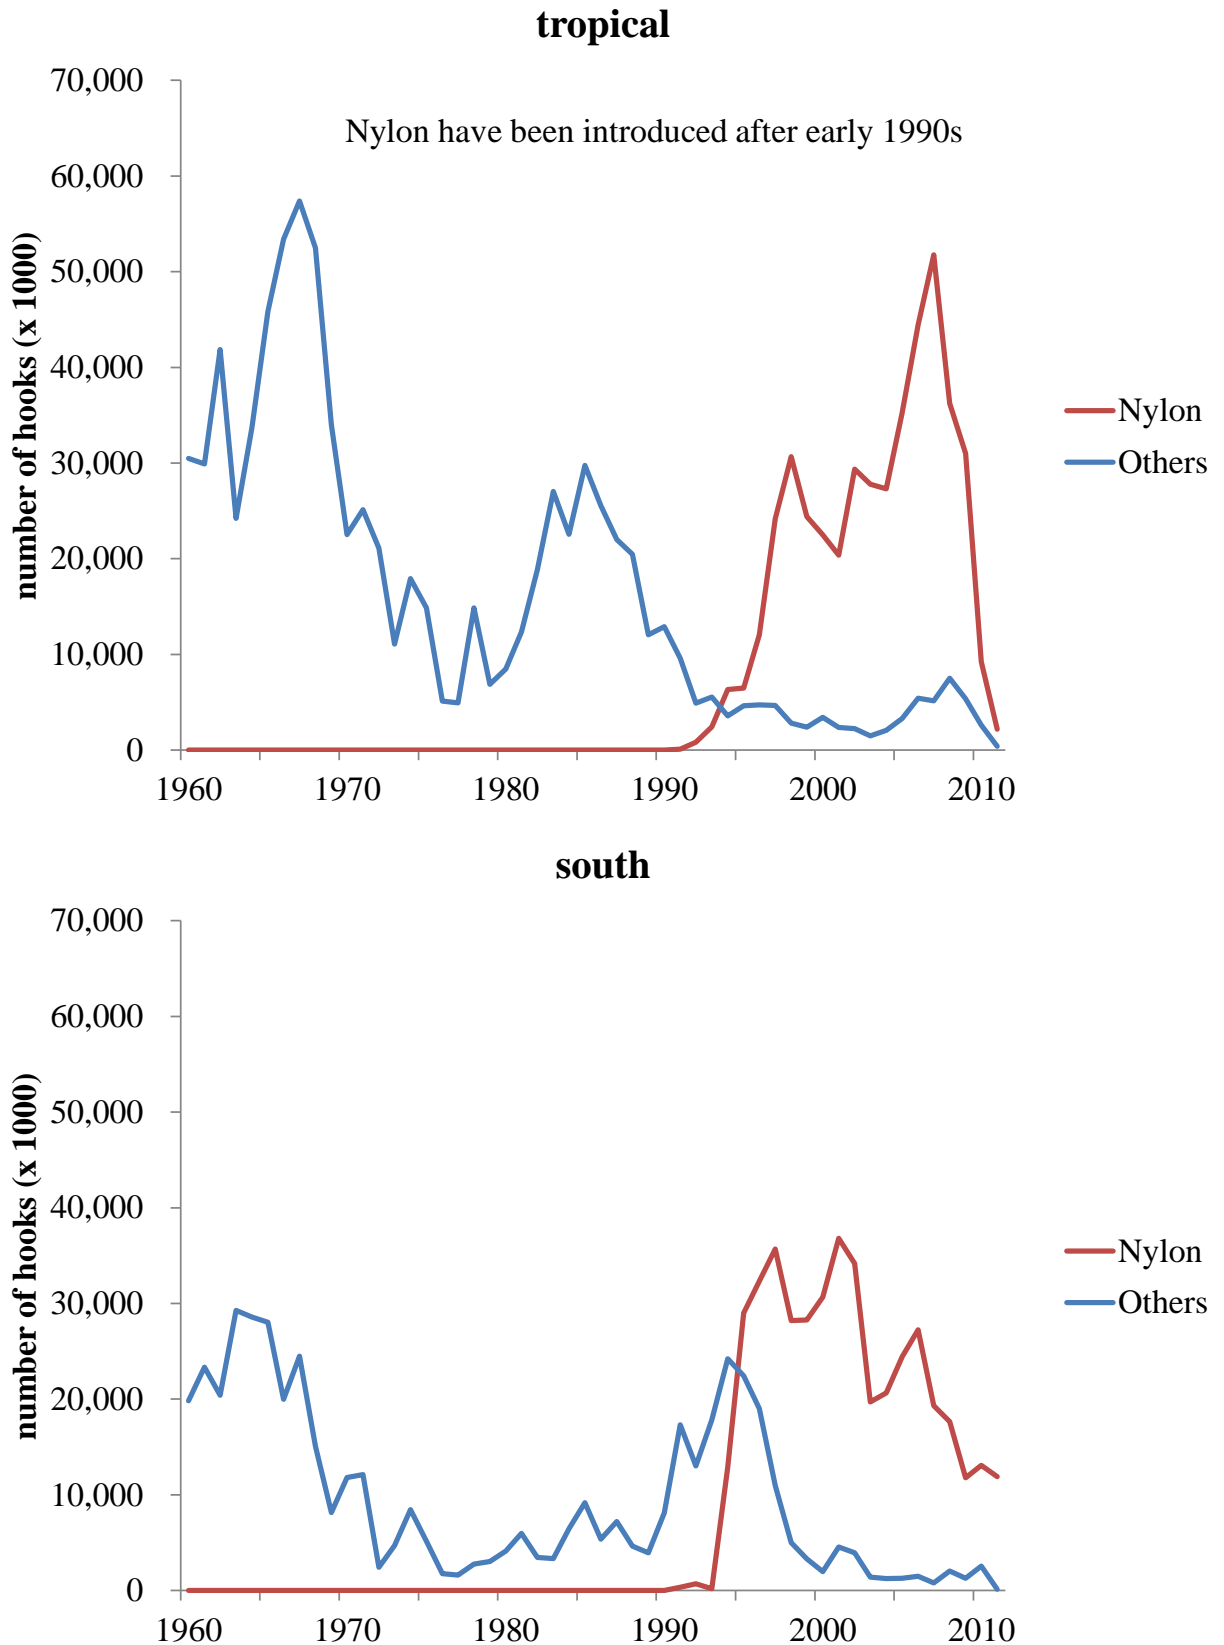 tropical
70,000
Nylon have been introduced after early 1990s
60,000
50,000
40,000
30,000
20,000
10,000
0
number of hooks (x 1000)
Nylon
Others
1960 1970 1980 1990 2000 2010
south
70,000
60,000
50,000
40,000
30,000
20,000
10,000
0
number of hooks (x 1000)
Nylon
Others
1960 1970 1980 1990 2000 2010